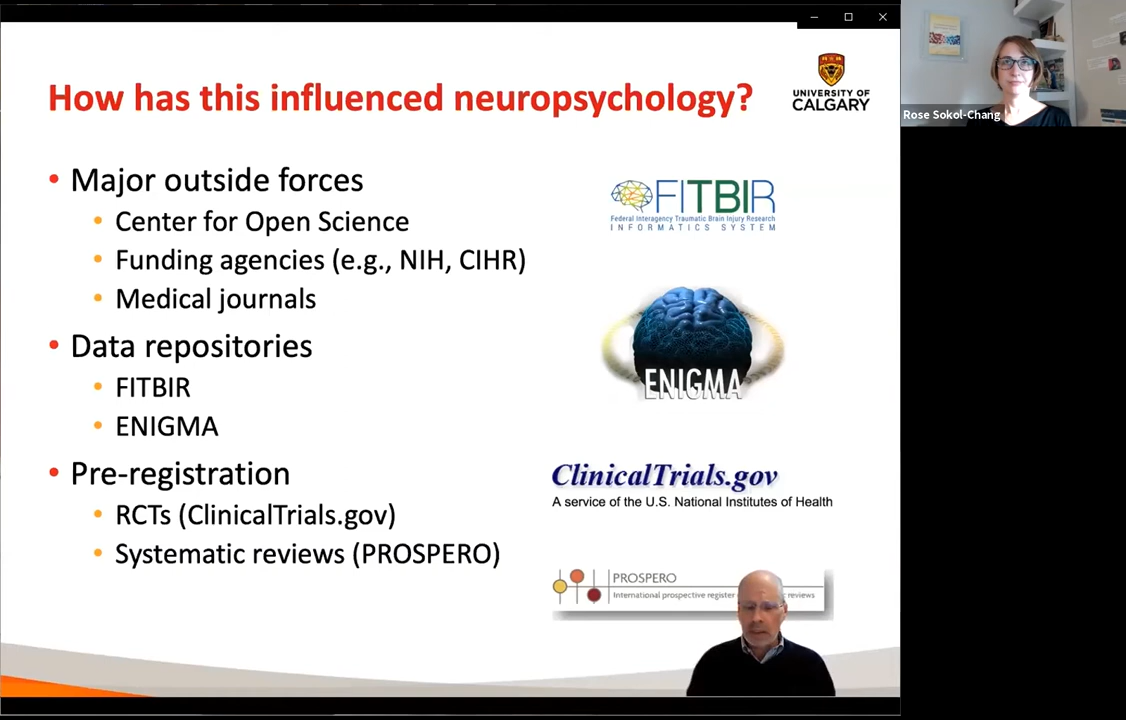 How has this influenced neuropsychology?
UNIVERSITY OF
CALGARY
Rose Sokol-Chang
• Major outside forces
• Center for Open Science
• Funding agencies (e.g., NIH, CIHR)
• Medical journals
• Data repositories
• FITBIR
• ENIGMA
• Pre-registration
• RCTs (ClinicalTrials.gov)
• Systematic reviews (PROSPERO)
FITBIR
Federal Interagency Traumatic Brain Injury Research
INFORMATICS SYSTEM
ENIGMA
ClinicalTrials.gov
A service of the U.S. National Institutes of Health
PROSPERO
International prospective register reviews